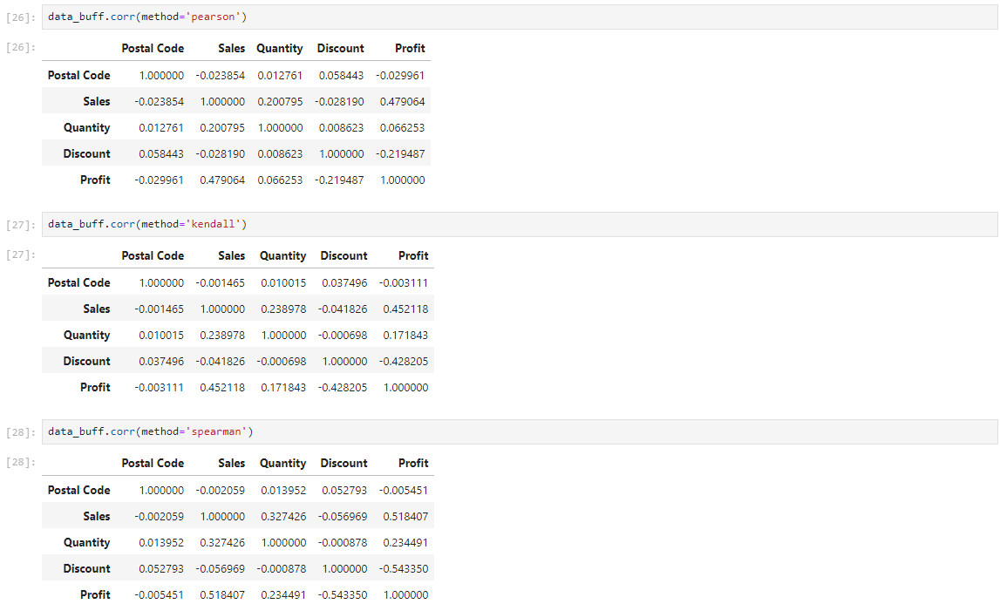 [26]: data_buff.corr(method='pearson')
[26]:
Postal Code Sales Quantity Discount Profit
Postal Code 1.000000 -0.023854 0.012761 0.058443 -0.029961
Sales -0.023854 1.000000 0.200795 -0.028190 0.479064
Quantity 0.012761 0.200795 1.000000 0.008623 0.066253
Discount 0.058443 -0.028190 0.008623 1.000000 -0.219487
Profit -0.029961 0.479064 0.066253 -0.219487 1.000000
[27]: data_buff.corr(method='kendall')
[27]:
Postal Code Sales Quantity Discount Profit
Postal Code 1.000000 -0.001465 0.010015 0.037496 -0.003111
Sales -0.001465 1.000000 0.238978 -0.041826 0.452118
Quantity 0.010015 0.238978 1.000000 -0.000698 0.171843
Discount 0.037496 -0.041826 -0.000698 1.000000 -0.428205
Profit -0.003111 0.452118 0.171843 -0.428205 1.000000
[28]: data_buff.corr(method='spearman')
[28]:
Postal Code Sales Quantity Discount Profit
Postal Code 1.000000 -0.002059 0.013952 0.052793 -0.005451
Sales -0.002059 1.000000 0.327426 -0.056969 0.518407
Quantity 0.013952 0.327426 1.000000 -0.000878 0.234491
Discount 0.052793 -0.056969 -0.000878 1.000000 -0.543350
Profit -0.005451 0.518407 0.234491 -0.543350 1.000000